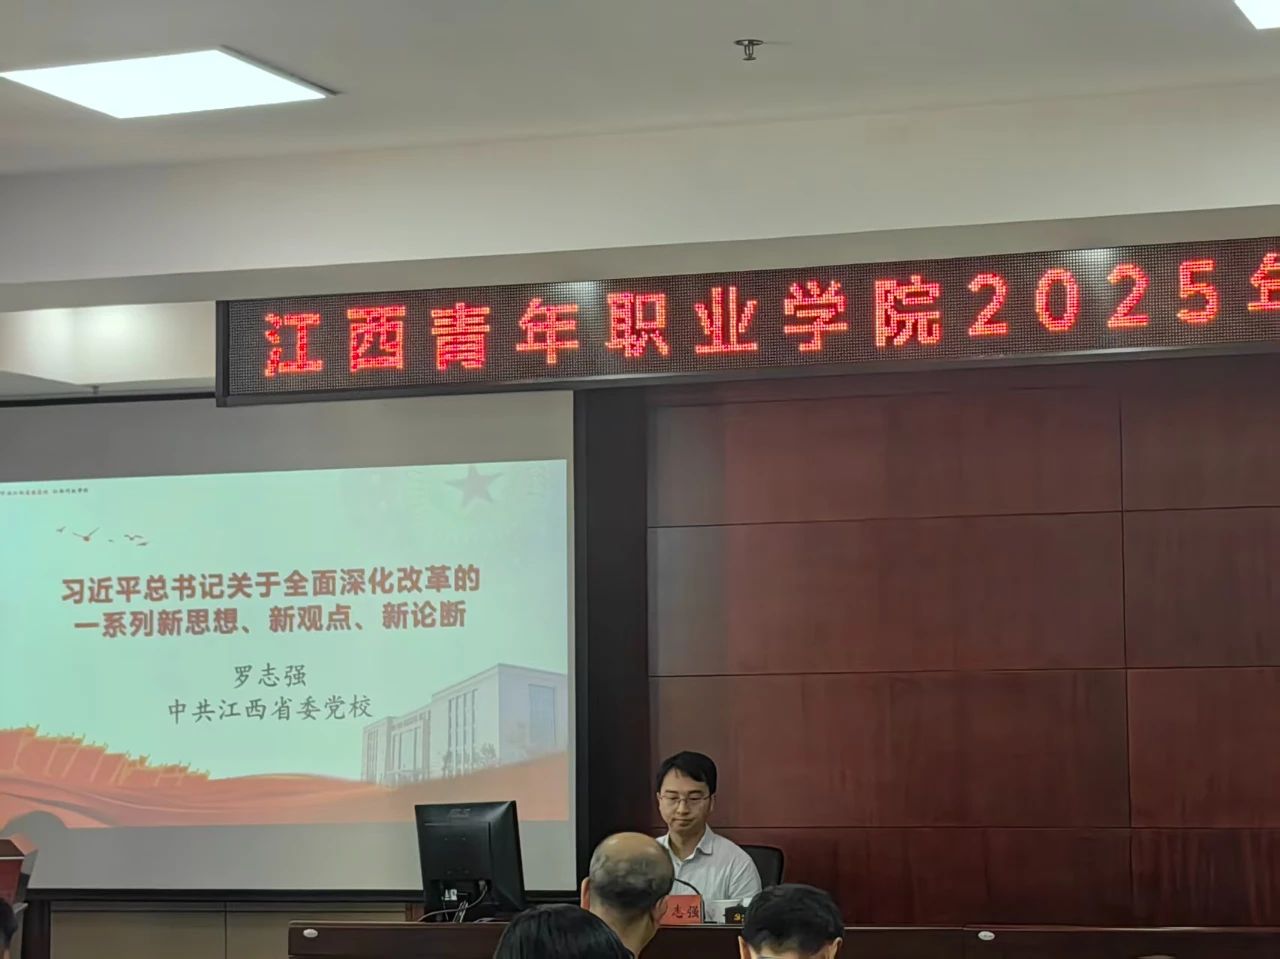 江西青年职业学院2025年
习近平总书记关于全面深化改革的
一系列新思想、新观点、新论断
罗志强
中共江西省委党校
志强